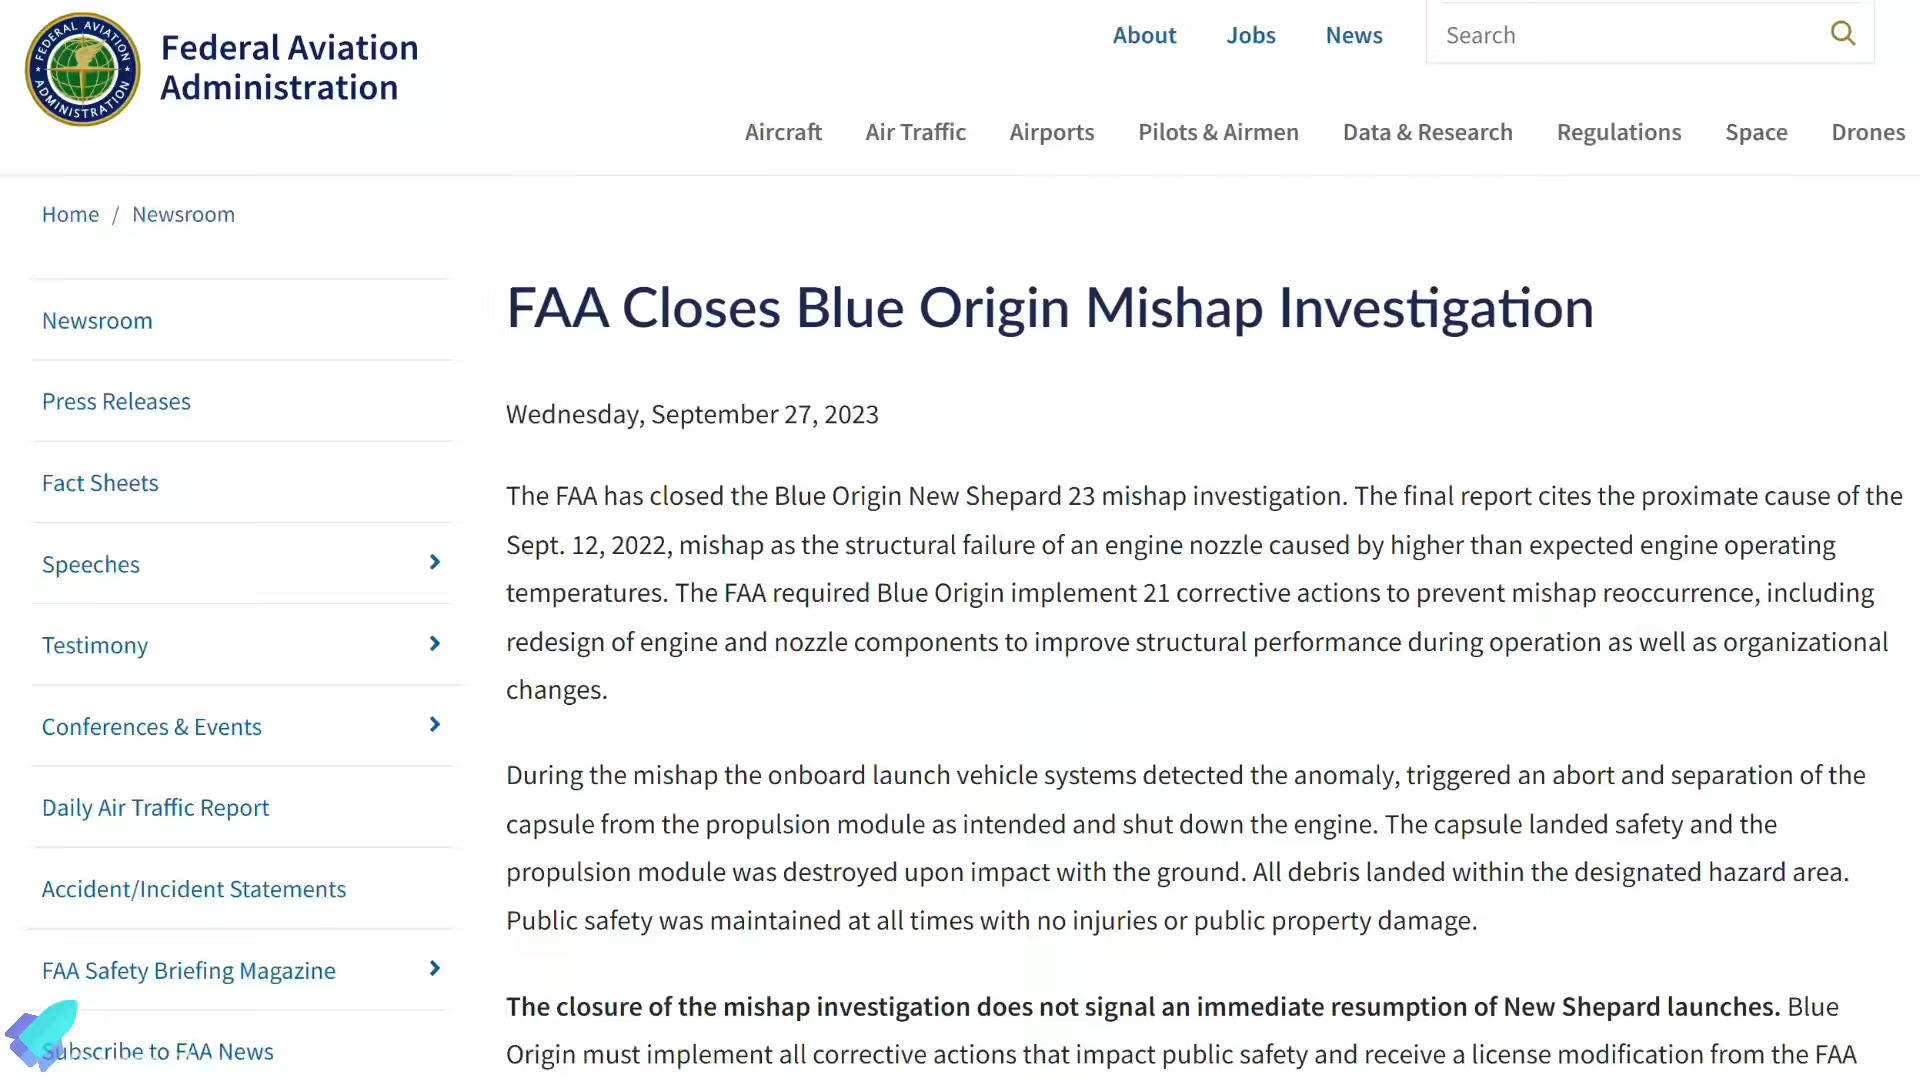 FEDERAL AVIATION
ADMINISTRATION
Federal Aviation
Administration
About
Jobs
News
Search
Aircraft
Air Traffic
Airports
Pilots & Airmen
Data & Research
Regulations
Space
Drones
Home / Newsroom
Newsroom
Press Releases
Fact Sheets
Speeches
Testimony
Conferences & Events
Daily Air Traffic Report
Accident/Incident Statements
FAA Safety Briefing Magazine
Subscribe to FAA News
FAA Closes Blue Origin Mishap Investigation
Wednesday, September 27, 2023
The FAA has closed the Blue Origin New Shepard 23 mishap investigation. The final report cites the proximate cause of the
Sept. 12, 2022, mishap as the structural failure of an engine nozzle caused by higher than expected engine operating
temperatures. The FAA required Blue Origin implement 21 corrective actions to prevent mishap reoccurrence, including
redesign of engine and nozzle components to improve structural performance during operation as well as organizational
changes.
During the mishap the onboard launch vehicle systems detected the anomaly, triggered an abort and separation of the
capsule from the propulsion module as intended and shut down the engine. The capsule landed safety and the
propulsion module was destroyed upon impact with the ground. All debris landed within the designated hazard area.
Public safety was maintained at all times with no injuries or public property damage.
The closure of the mishap investigation does not signal an immediate resumption of New Shepard launches. Blue
Origin must implement all corrective actions that impact public safety and receive a license modification from the FAA